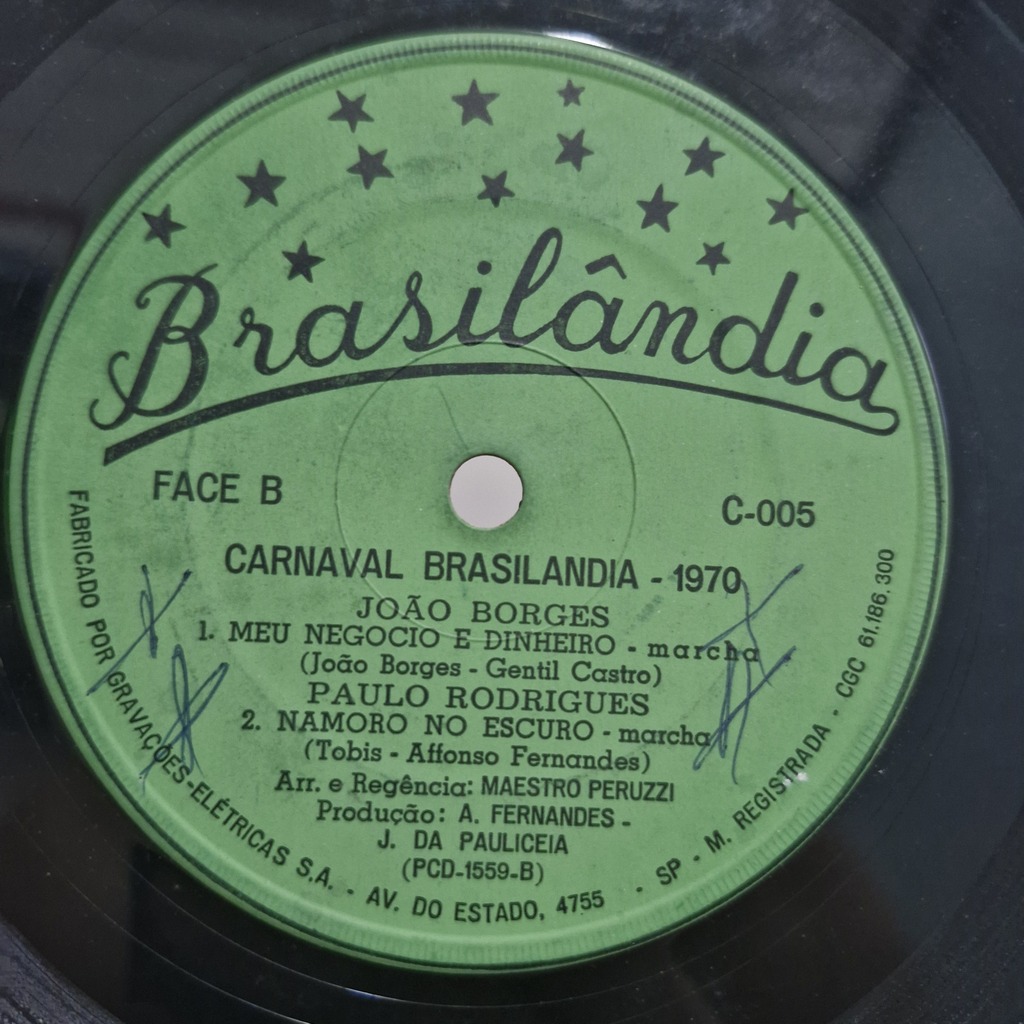 Brasilândia
FACE B
C-005
CARNAVAL BRASILANDIA - 1970
JOÃO BORGES
1. MEU NEGOCIO E DINHEIRO - marcha
(João Borges - Gentil Castro)
PAULO RODRIGUES
2. NAMORO NO ESCURO - marcha
(Tobis - Affonso Fernandes)
Arr. e Regência: MAESTRO PERUZZI
Produção: A. FERNANDES -
J. DA PAULICEIA
(PCD-1559-B)
FABRICADO POR GRAVAÇÕES-ELÉTRICAS S.A. - AV. DO ESTADO, 4755 - SP - M. REGISTRADA - CGC 61.186.300